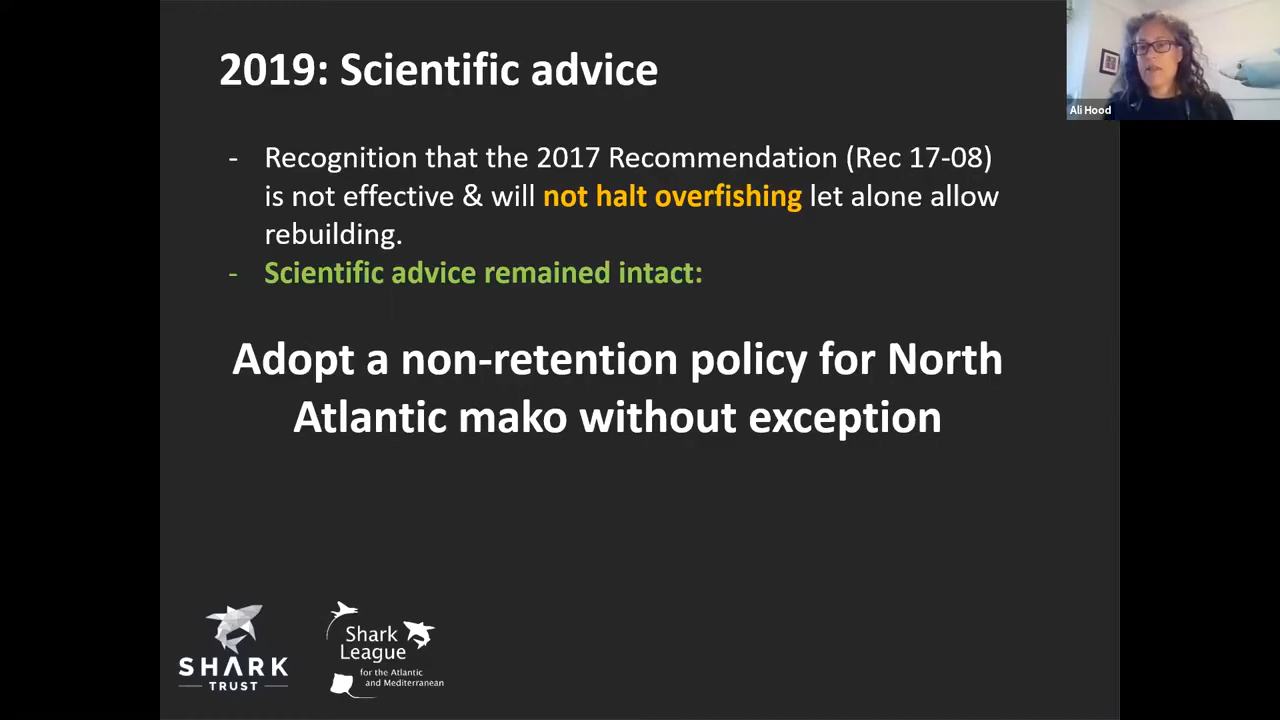 2019: Scientific advice
Ali Hood
- Recognition that the 2017 Recommendation (Rec 17-08)
is not effective & will not halt overfishing let alone allow
rebuilding.
- Scientific advice remained intact:
Adopt a non-retention policy for North
Atlantic mako without exception
SHARK
TRUST
Shark
League
for the Atlantic
and Mediterranean